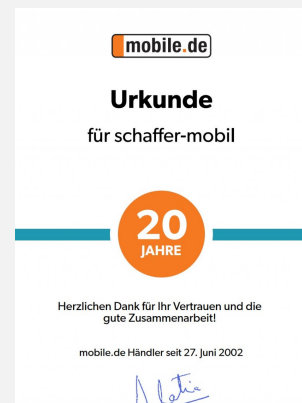 mobile.de
Urkunde
für schaffer-mobil
20
JAHRE
Herzlichen Dank für Ihr Vertrauen und die
gute Zusammenarbeit!
mobile.de Händler seit 27. Juni 2002